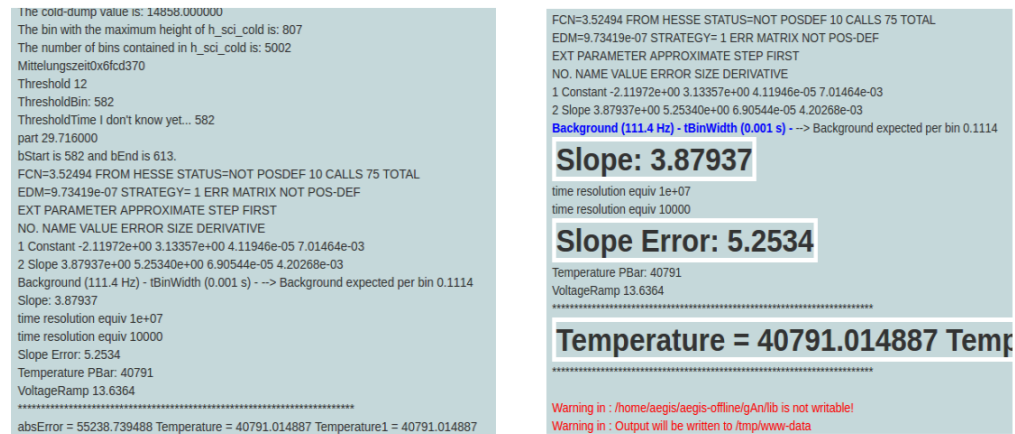 The cold-dump value is: 14858.000000
The bin with the maximum height of h_sci_cold is: 807
The number of bins contained in h_sci_cold is: 5002
Mittelungszeit0x6fcd370
Threshold 12
ThresholdBin: 582
ThresholdTime I don't know yet... 582
part 29.716000
bStart is 582 and bEnd is 613.
FCN=3.52494 FROM HESSE STATUS=NOT POSDEF 10 CALLS 75 TOTAL
EDM=9.73419e-07 STRATEGY= 1 ERR MATRIX NOT POS-DEF
EXT PARAMETER APPROXIMATE STEP FIRST
NO. NAME VALUE ERROR SIZE DERIVATIVE
1 Constant -2.11972e+00 3.13357e+00 4.11946e-05 7.01464e-03
2 Slope 3.87937e+00 5.25340e+00 6.90544e-05 4.20268e-03
Background (111.4 Hz) - tBinWidth (0.001 s) - --> Background expected per bin 0.1114
Slope: 3.87937
time resolution equiv 1e+07
time resolution equiv 10000
Slope Error: 5.2534
Temperature PBar: 40791
VoltageRamp 13.6364
******************************************************************************
absError = 55238.739488 Temperature = 40791.014887 Temperature1 = 40791.014887
FCN=3.52494 FROM HESSE STATUS=NOT POSDEF 10 CALLS 75 TOTAL
EDM=9.73419e-07 STRATEGY= 1 ERR MATRIX NOT POS-DEF
EXT PARAMETER APPROXIMATE STEP FIRST
NO. NAME VALUE ERROR SIZE DERIVATIVE
1 Constant -2.11972e+00 3.13357e+00 4.11946e-05 7.01464e-03
2 Slope 3.87937e+00 5.25340e+00 6.90544e-05 4.20268e-03
Background (111.4 Hz) - tBinWidth (0.001 s) - --> Background expected per bin 0.1114
Slope: 3.87937
time resolution equiv 1e+07
time resolution equiv 10000
Slope Error: 5.2534
Temperature PBar: 40791
VoltageRamp 13.6364
******************************************************************************
Temperature = 40791.014887 Temp
******************************************************************************
Warning in : /home/aegis/aegis-offline/gAn/lib is not writable!
Warning in : Output will be written to /tmp/www-data